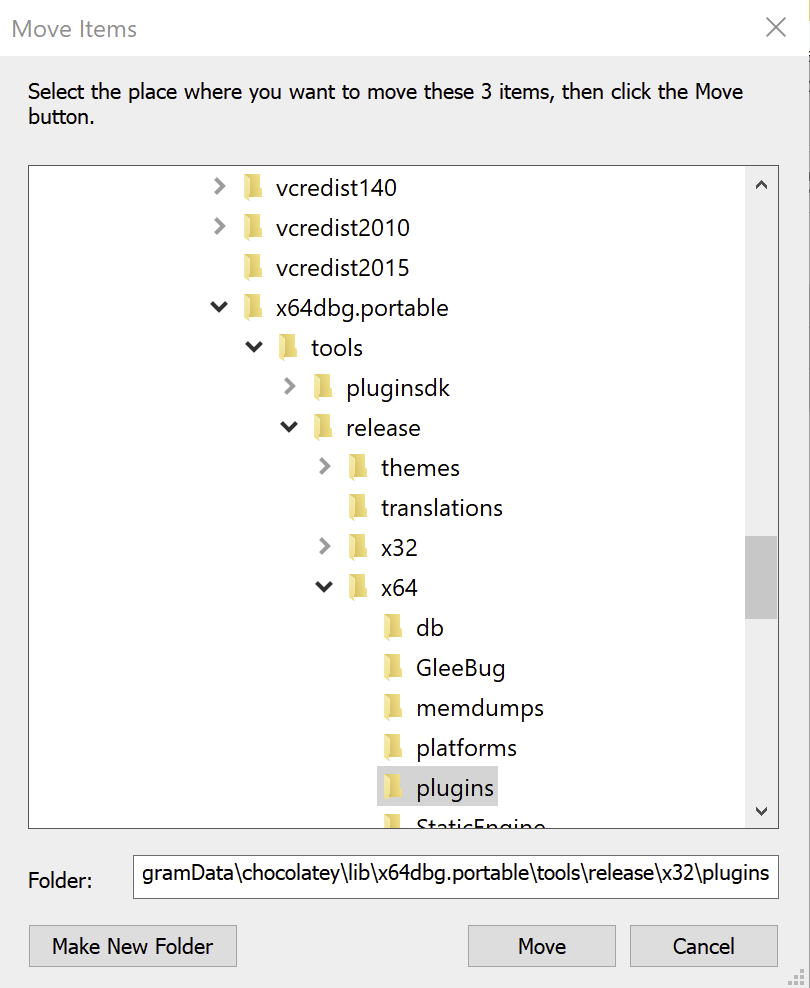 Move Items
Select the place where you want to move these 3 items, then click the Move
button.
vcredist140
vcredist2010
vcredist2015
x64dbg.portable
tools
pluginsdk
release
themes
translations
x32
x64
db
GleeBug
memdumps
platforms
plugins
StaticEngine
Folder:
gramData\chocolatey\lib\x64dbg.portable\tools\release\x32\plugins
Make New Folder
Move
Cancel